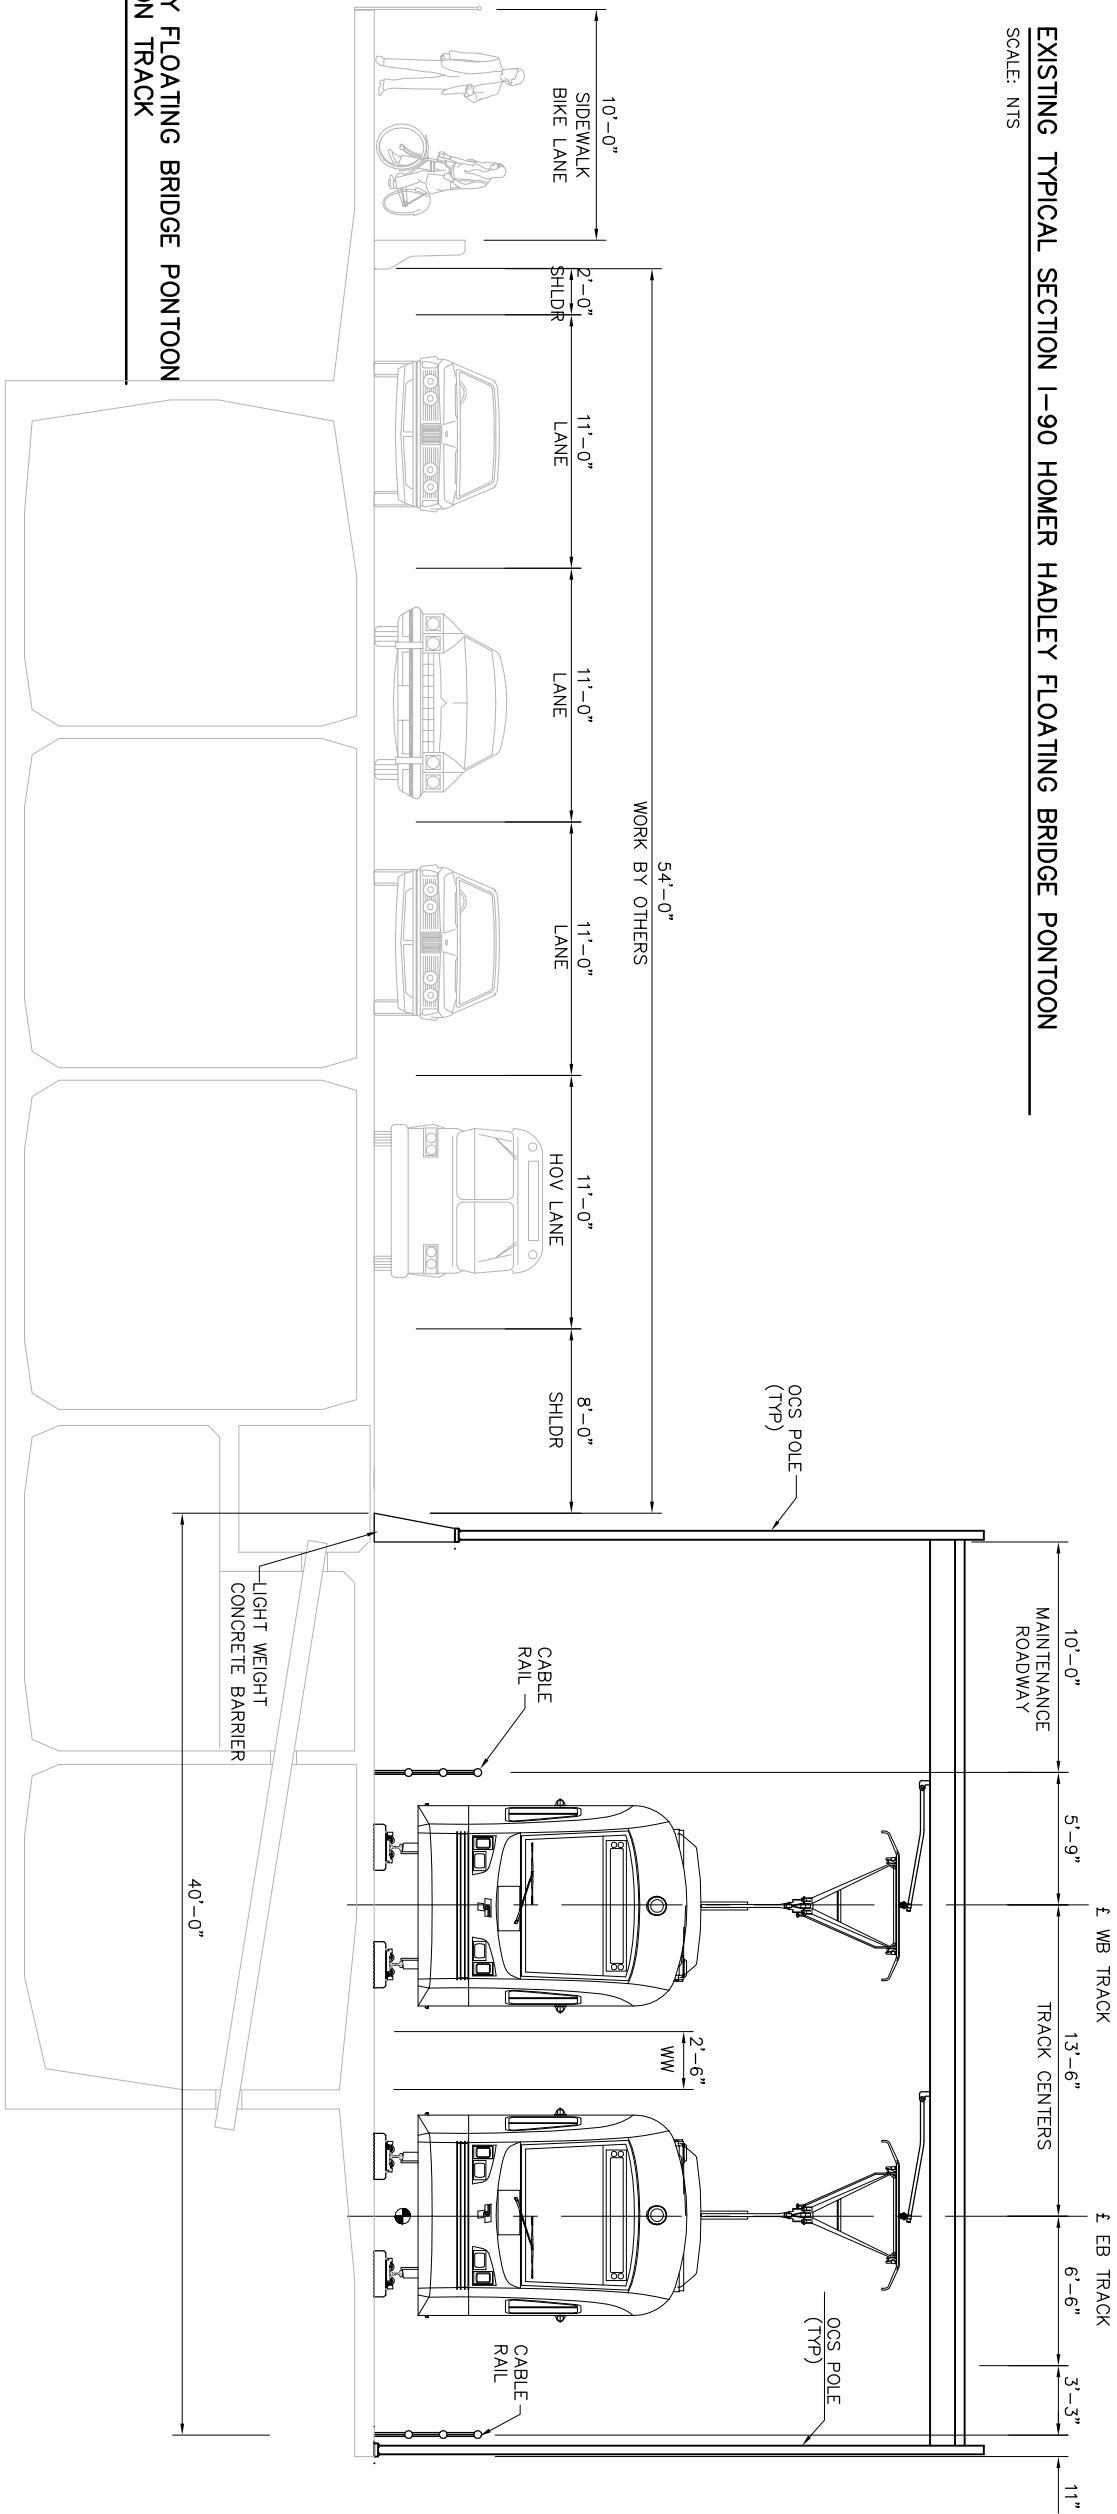 EXISTING TYPICAL SECTION I-90 HOMER HADLEY FLOATING BRIDGE PONTOON
SCALE: NTS
£ WB TRACK
£ EB TRACK
10'-0"
MAINTENANCE
ROADWAY
5'-9"
13'-6"
TRACK CENTERS
6'-6"
3'-3"
11"
OCS POLE
(TYP)
OCS POLE
(TYP)
2'-6"
WW
54'-0"
WORK BY OTHERS
10'-0"
SIDEWALK
BIKE LANE
2'-0"
SHLDR
11'-0"
LANE
11'-0"
LANE
11'-0"
LANE
11'-0"
HOV LANE
8'-0"
SHLDR
CABLE
RAIL
CABLE
RAIL
LIGHT WEIGHT
CONCRETE BARRIER
40'-0"
Y FLOATING BRIDGE PONTOON
ON TRACK